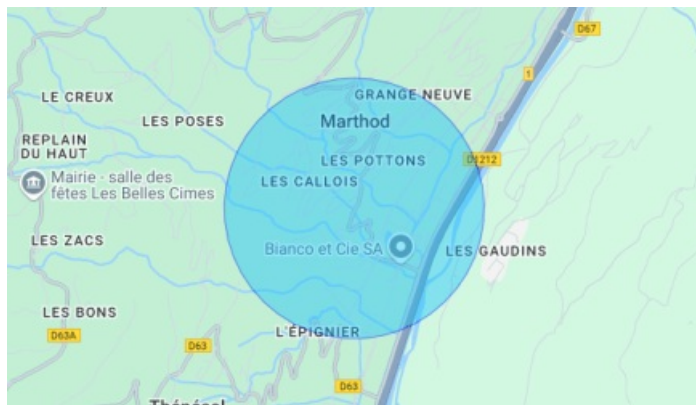 D67
1
LE CREUX
GRANGE NEUVE
LES POSES
Marthod
REPLAIN
DU HAUT
LES POTTONS
D1212
Mairie - salle des
fêtes Les Belles Cimes
LES CALLOIS
LES ZACS
Bianco et Cie SA
LES GAUDINS
LES BONS
L'ÉPIGNIER
D63A
D63
D63
Thénésol